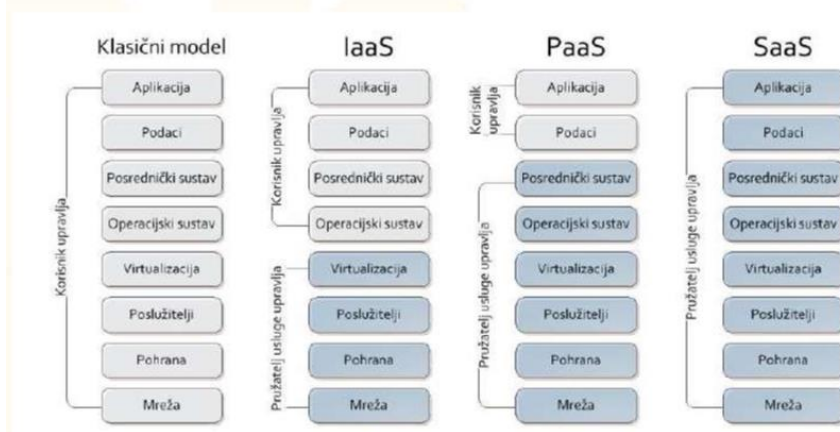 Klasični model
Korisnik upravlja
Aplikacija
Podaci
Posrednički sustav
Operacijski sustav
Virtualizacija
Poslužitelji
Pohrana
Mreža
IaaS
Korisnik upravlja
Pružatelj usluge upravlja
Aplikacija
Podaci
Posrednički sustav
Operacijski sustav
Virtualizacija
Poslužitelji
Pohrana
Mreža
PaaS
Korisnik
upravlja
Pružatelj usluge upravlja
Aplikacija
Podaci
Posrednički sustav
Operacijski sustav
Virtualizacija
Poslužitelji
Pohrana
Mreža
SaaS
Pružatelj usluge upravlja
Aplikacija
Podaci
Posrednički sustav
Operacijski sustav
Virtualizacija
Poslužitelji
Pohrana
Mreža